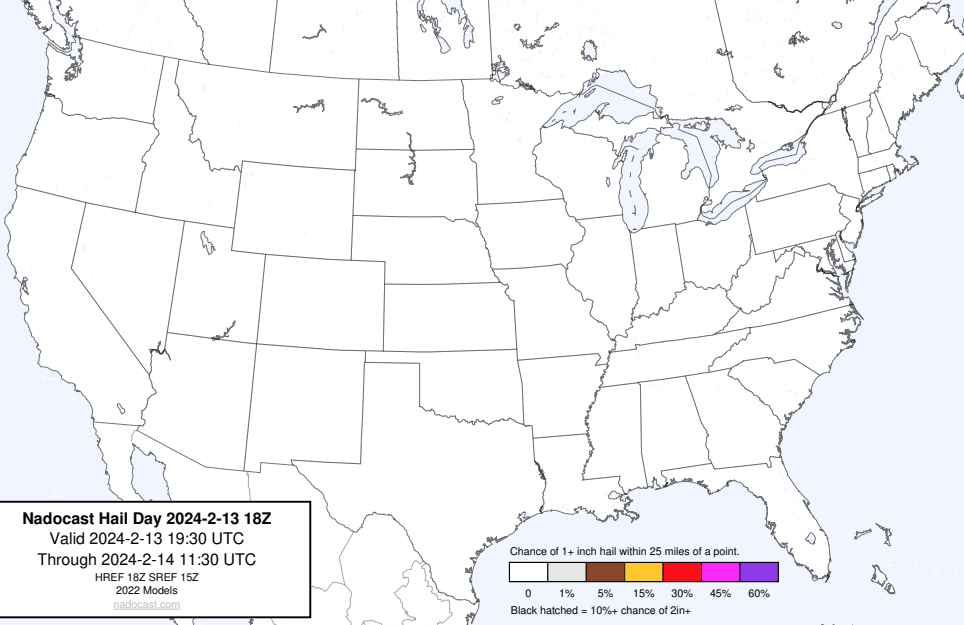 Nadocast Hail Day 2024-2-13 18Z
Valid 2024-2-13 19:30 UTC
Through 2024-2-14 11:30 UTC
HREF 18Z SREF 15Z
2022 Models
nadocast.com
Chance of 1+ inch hail within 25 miles of a point.
0 1% 5% 15% 30% 45% 60%
Black hatched = 10%+ chance of 2in+